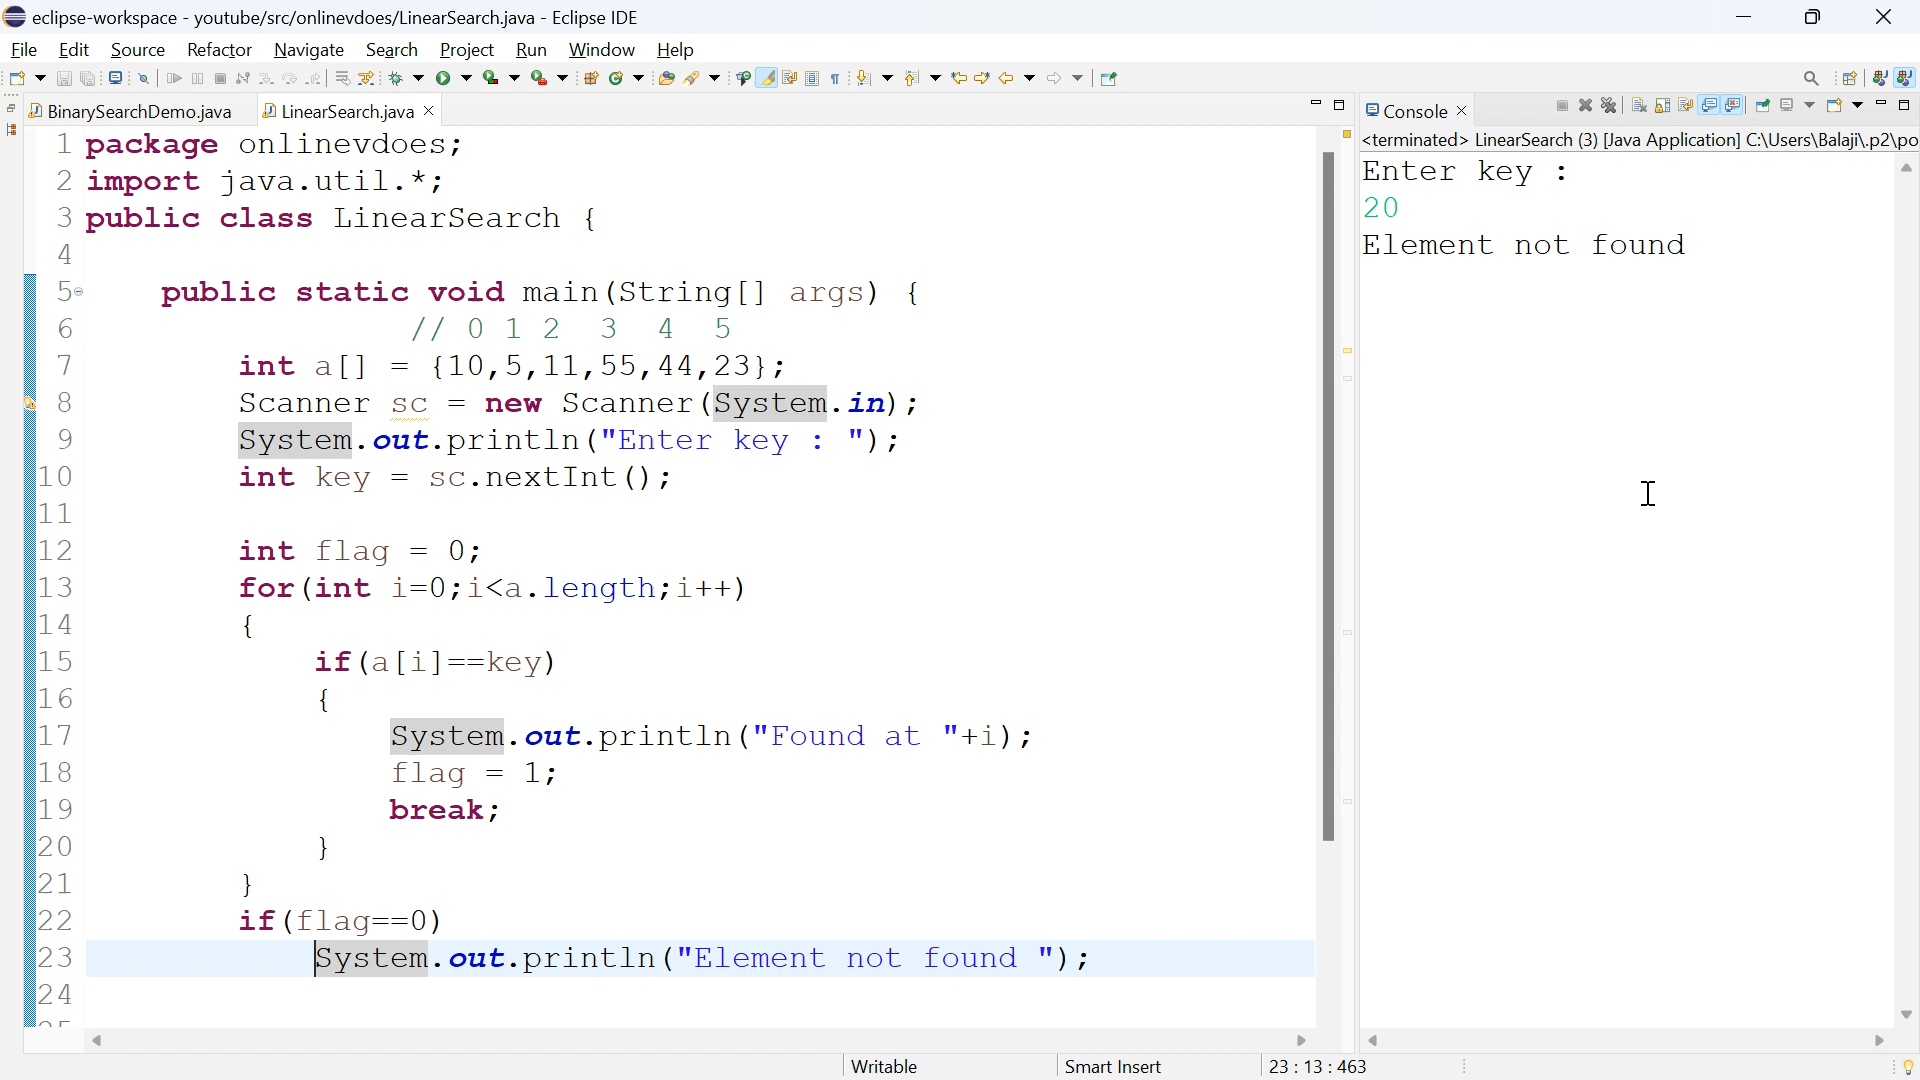 eclipse-workspace - youtube/src/onlinevdoes/LinearSearch.java - Eclipse IDE
File Edit Source Refactor Navigate Search Project Run Window Help
BinarySearchDemo.java LinearSearch.java
1 package onlinevdoes;
2 import java.util.*;
3 public class LinearSearch {
4
5 public static void main(String[] args) {
6 // 0 1 2 3 4 5
7 int a[] = {10,5,11,55,44,23};
8 Scanner sc = new Scanner(System.in);
9 System.out.println("Enter key : ");
10 int key = sc.nextInt();
11
12 int flag = 0;
13 for(int i=0;i<a.length;i++)
14 {
15 if(a[i]==key)
16 {
17 System.out.println("Found at "+i);
18 flag = 1;
19 break;
20 }
21 }
22 if(flag==0)
23 System.out.println("Element not found ");
24
Console
<terminated> LinearSearch (3) [Java Application] C:\Users\Balaji\.p2\po
Enter key :
20
Element not found
Writable Smart Insert 23 : 13 : 463